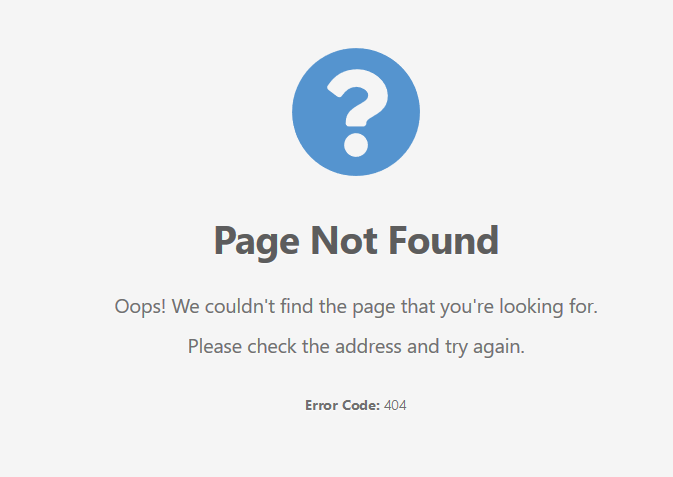 Page Not Found
Oops! We couldn't find the page that you're looking for.
Please check the address and try again.
Error Code: 404